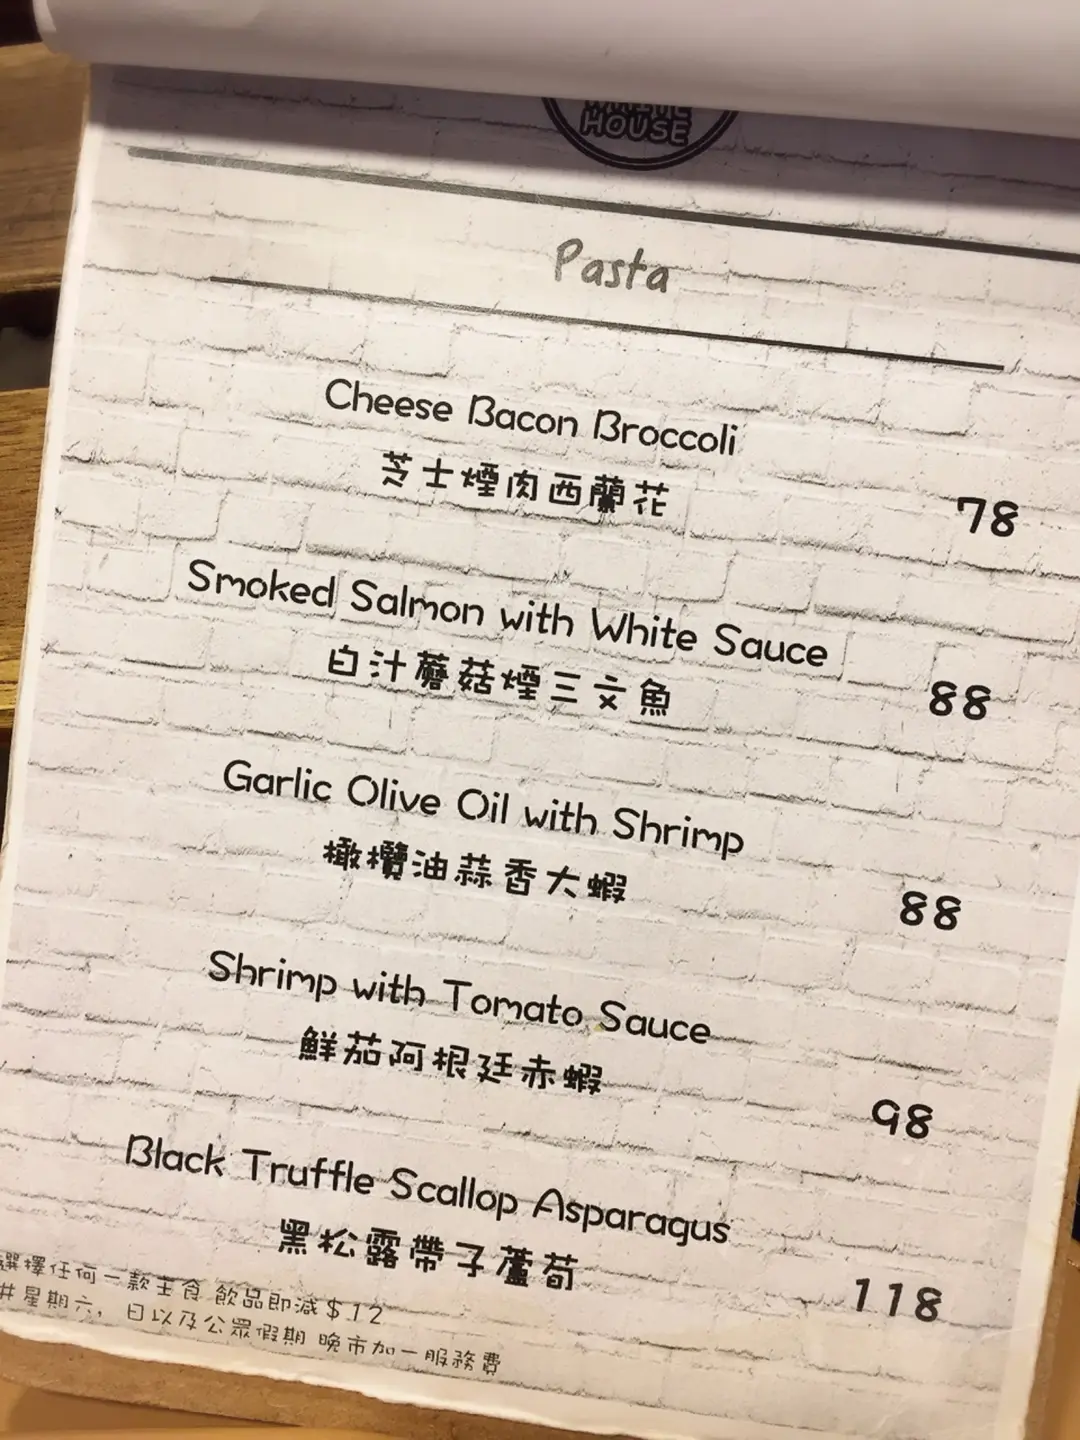 HOUSE
Pasta
Cheese Bacon Broccoli
芝士煙肉西蘭花
78
Smoked Salmon with White Sauce
白汁蘑菇煙三文魚
88
Garlic Olive Oil with Shrimp
橄欖油蒜香大蝦
88
Shrimp with Tomato Sauce
鮮茄阿根廷赤蝦
98
Black Truffle Scallop Asparagus
黑松露帶子蘆荀
118
選擇任何一款主食 飲品即減$12
#星期六, 日以及公眾假期 晚市加一服務費